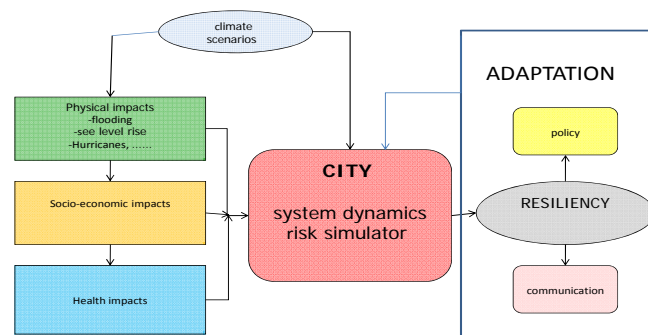 climate
scenarios
ADAPTATION
Physical impacts
-flooding
-see level rise
-Hurricanes, ......
policy
CITY
system dynamics
risk simulator
Socio-economic impacts
RESILIENCY
Health impacts
communication